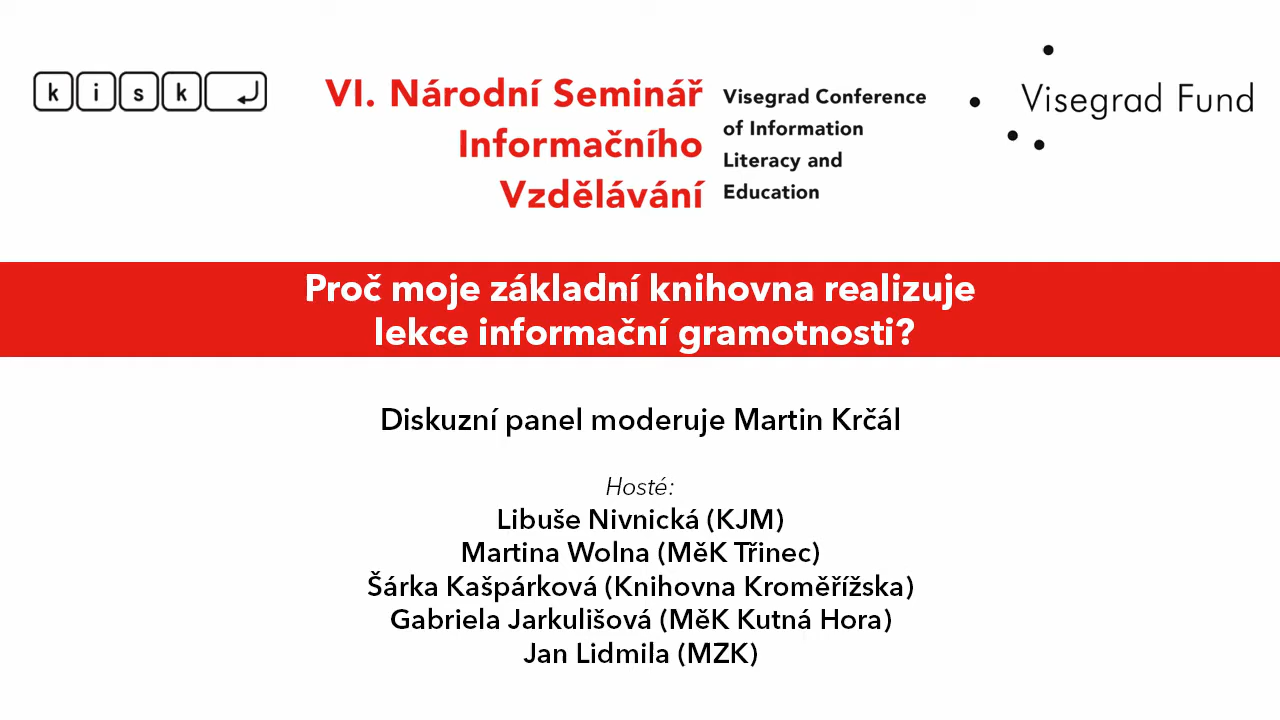 kisk
VI. Národní Seminář
Informačního
Vzdělávání
Visegrad Conference
of Information
Literacy and
Education
Visegrad Fund
Proč moje základní knihovna realizuje
lekce informační gramotnosti?
Diskuzní panel moderuje Martin Krčál
Hosté:
Libuše Nivnická (KJM)
Martina Wolna (MěK Třinec)
Šárka Kašpárková (Knihovna Kroměřížska)
Gabriela Jarkulišová (MěK Kutná Hora)
Jan Lidmila (MZK)